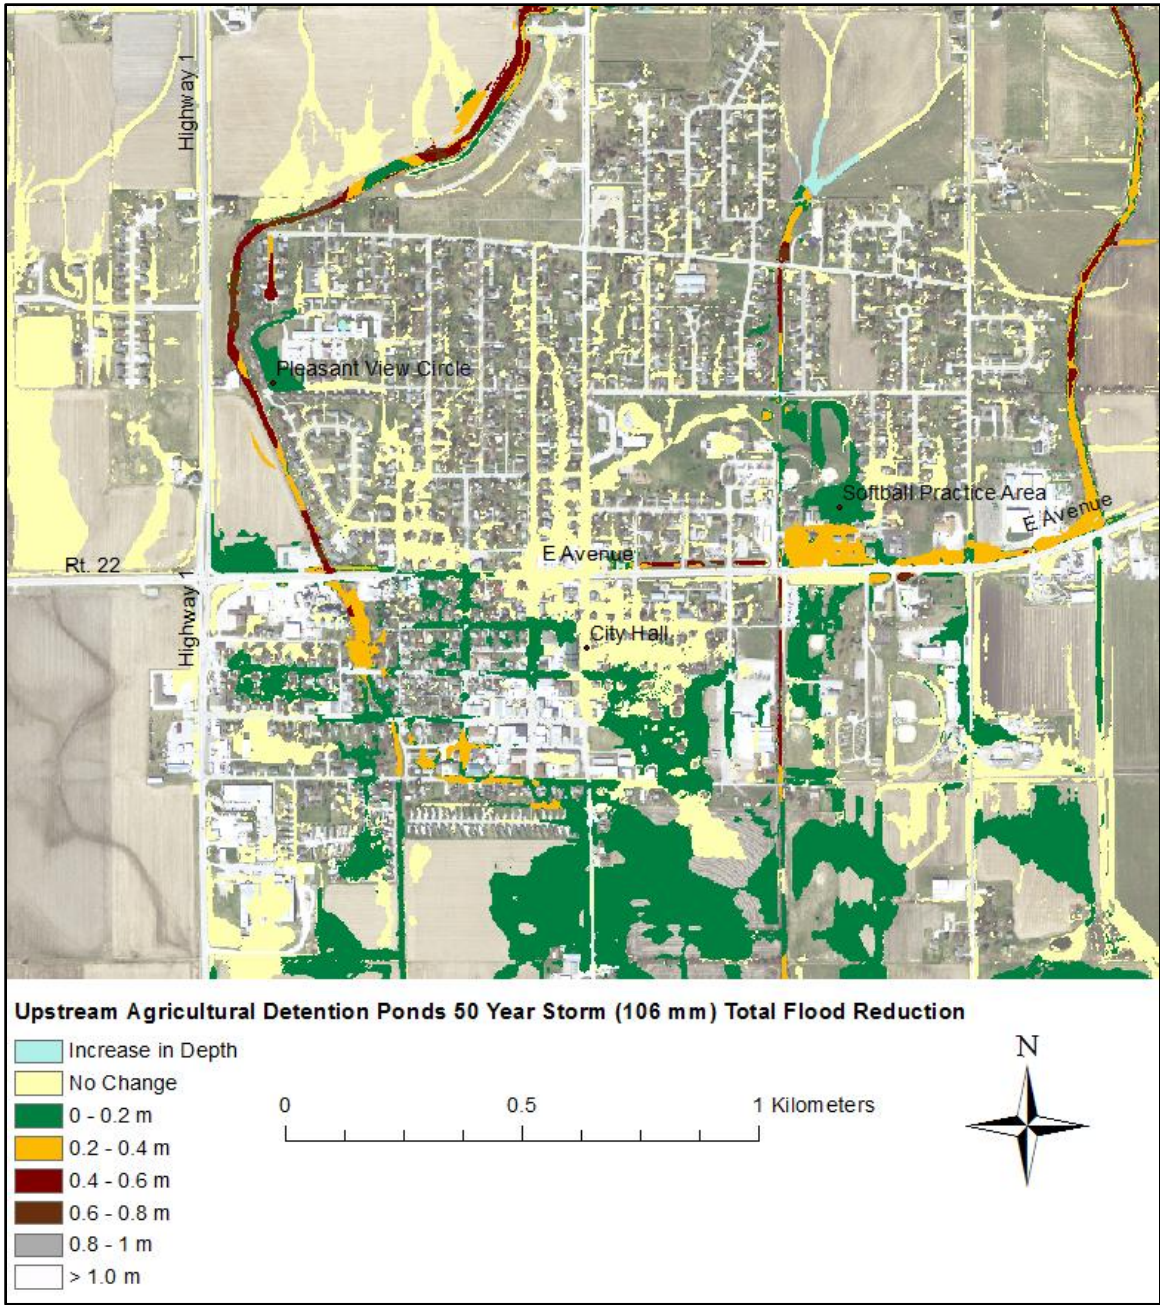 Highway 1
Pleasant View Circle
Softball Practice Area
E Avenue
E Avenue
Rt. 22
Highway 1
City Hall
Upstream Agricultural Detention Ponds 50 Year Storm (106 mm) Total Flood Reduction
Increase in Depth
No Change
0 - 0.2 m
0.2 - 0.4 m
0.4 - 0.6 m
0.6 - 0.8 m
0.8 - 1 m
> 1.0 m
0 0.5 1 Kilometers
N